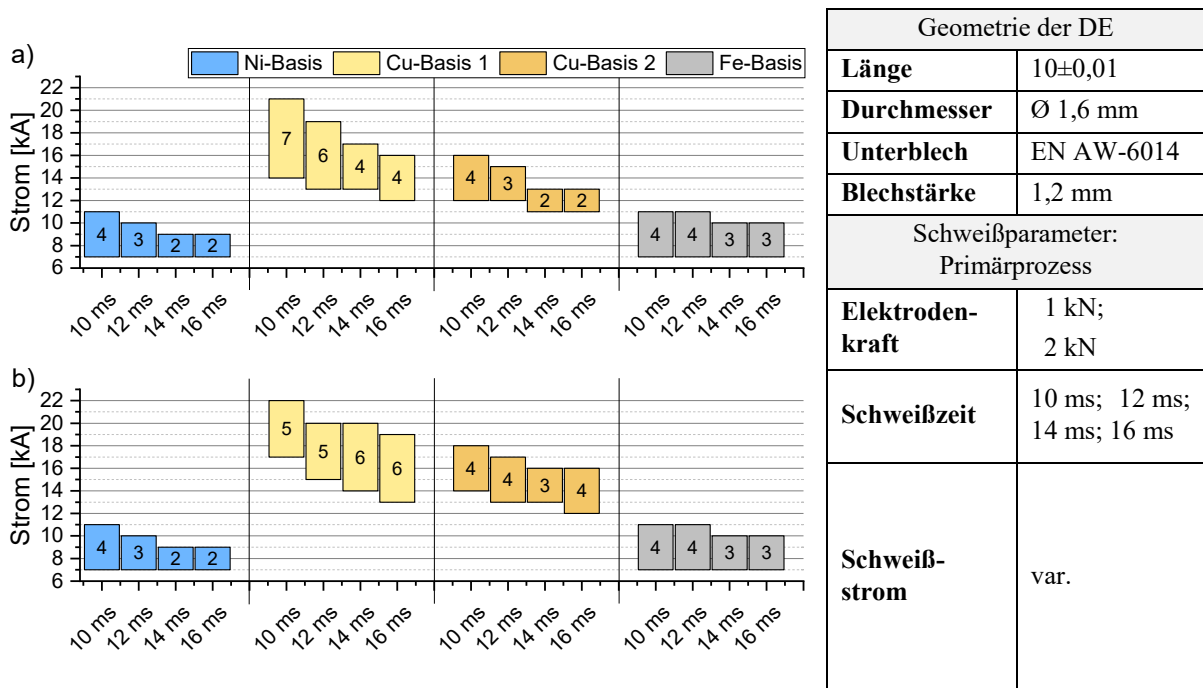 a)
Ni-Basis Cu-Basis 1 Cu-Basis 2 Fe-Basis
Strom [kA]
22
20
18
16
14
12
10
8
6
4 3 2 2 7 6 4 4 4 3 2 2 4 4 3 3
10 ms 12 ms 14 ms 16 ms 10 ms 12 ms 14 ms 16 ms 10 ms 12 ms 14 ms 16 ms 10 ms 12 ms 14 ms 16 ms
b)
Strom [kA]
22
20
18
16
14
12
10
8
6
4 3 2 2 5 5 6 6 4 4 3 4 4 4 3 3
10 ms 12 ms 14 ms 16 ms 10 ms 12 ms 14 ms 16 ms 10 ms 12 ms 14 ms 16 ms 10 ms 12 ms 14 ms 16 ms
Geometrie der DE
Länge 10±0,01
Durchmesser Ø 1,6 mm
Unterblech EN AW-6014
Blechstärke 1,2 mm
Schweißparameter:
Primärprozess
Elektroden-
kraft
1 kN;
2 kN
Schweißzeit
10 ms; 12 ms;
14 ms; 16 ms
Schweiß-
strom
var.